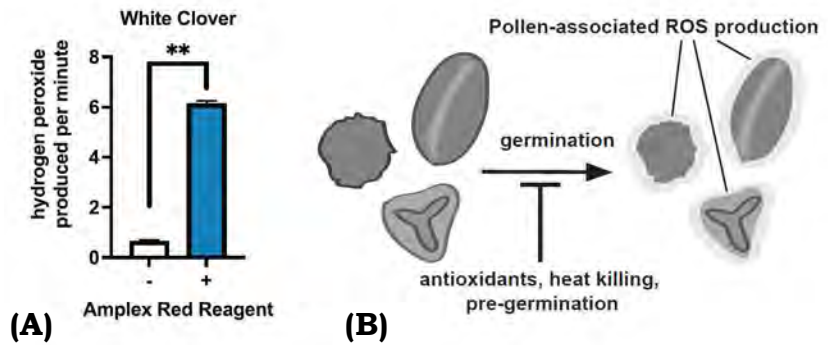 White Clover
**
hydrogen peroxide
produced per minute
8
6
4
2
0
- +
Amplex Red Reagent
(A)
Pollen-associated ROS production
germination
antioxidants, heat killing,
pre-germination
(B)